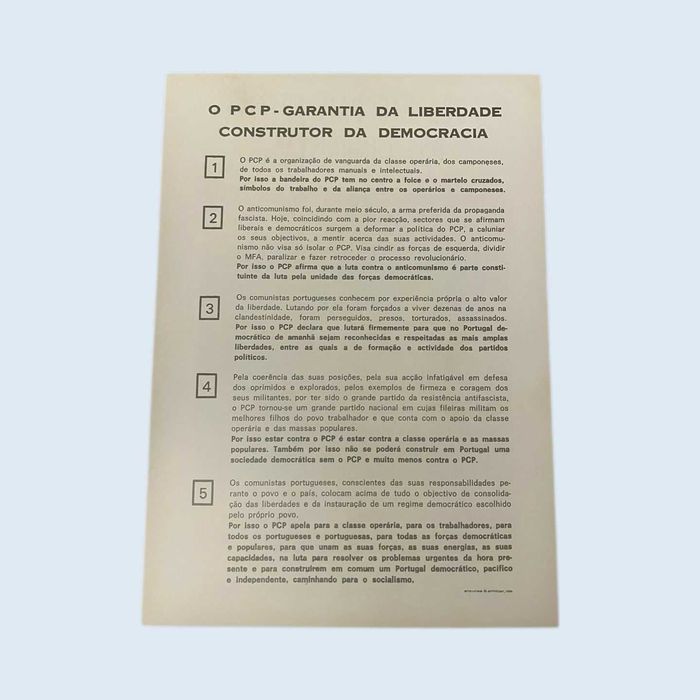 O PCP - GARANTIA DA LIBERDADE
CONSTRUTOR DA DEMOCRACIA
1
O PCP é a organização de vanguarda da classe operária, dos camponeses,
de todos os trabalhadores manuais e intelectuais.
Por isso a bandeira do PCP tem no centro a foice e o martelo cruzados,
símbolos do trabalho e da aliança entre os operários e camponeses.
2
O anticomunismo foi, durante meio século, a arma preferida da propaganda
fascista. Hoje, coincidindo com a pior reacção, sectores que se afirmam
liberais e democráticos surgem a deformar a política do PCP, a caluniar
os seus objectivos, a mentir acerca das suas actividades. O anticomu-
nismo não visa só isolar o PCP. Visa cindir as forças de esquerda, dividir
o MFA, paralizar e fazer retroceder o processo revolucionário.
Por isso o PCP afirma que a luta contra o anticomunismo é parte consti-
tuinte da luta pela unidade das forças democráticas.
3
Os comunistas portugueses conhecem por experiência própria o alto valor
da liberdade. Lutando por ela foram forçados a viver dezenas de anos na
clandestinidade, foram perseguidos, presos, torturados, assassinados.
Por isso o PCP declara que lutará firmemente para que no Portugal de-
mocrático de amanhã sejam reconhecidas e respeitadas as mais amplas
liberdades, entre as quais a de formação e actividade dos partidos
políticos.
4
Pela coerência das suas posições, pela sua acção infatigável em defesa
dos oprimidos e explorados, pelos exemplos de firmeza e coragem dos
seus militantes, por ter sido o grande partido da resistência antifascista,
o PCP tornou-se um grande partido nacional em cujas fileiras militam os
melhores filhos do povo trabalhador e que conta com o apoio da classe
operária e das massas populares.
Por isso estar contra o PCP é estar contra a classe operária e as massas
populares. Também por isso não se poderá construir em Portugal uma
sociedade democrática sem o PCP e muito menos contra o PCP.
5
Os comunistas portugueses, conscientes das suas responsabilidades pe-
rante o povo e o país, colocam acima de tudo o objectivo de consolida-
ção das liberdades e da instauração de um regime democrático escolhido
pelo próprio povo.
Por isso o PCP apela para a classe operária, para os trabalhadores, para
todos os portugueses e portuguesas, para todas as forças democráticas
e populares, para que unam as suas forças, as suas energias, as suas
capacidades, na luta para resolver os problemas urgentes da hora pre-
sente e para construírem em comum um Portugal democrático, pacífico
e independente, caminhando para o socialismo.